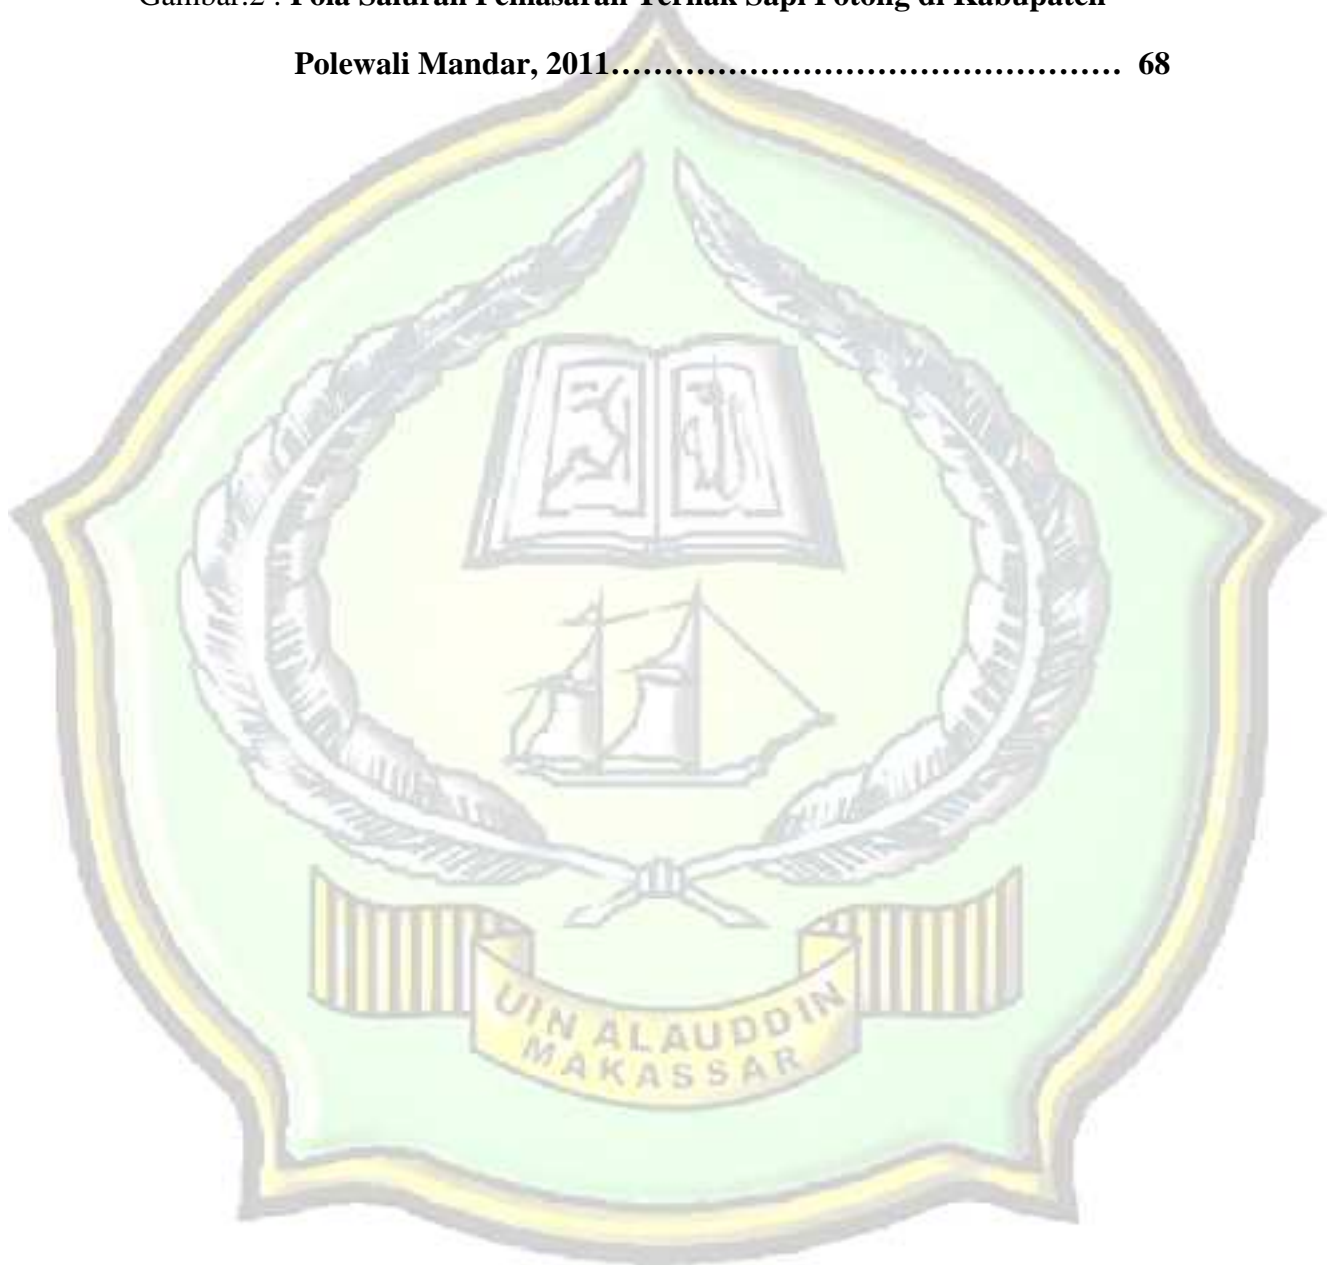 Gambar.2 : Pola Saluran Pemasaran Ternak Sapi Potong di Kabupaten
Polewali Mandar, 2011………………………………………… 68
UIN ALAUDDIN
MAKASSAR